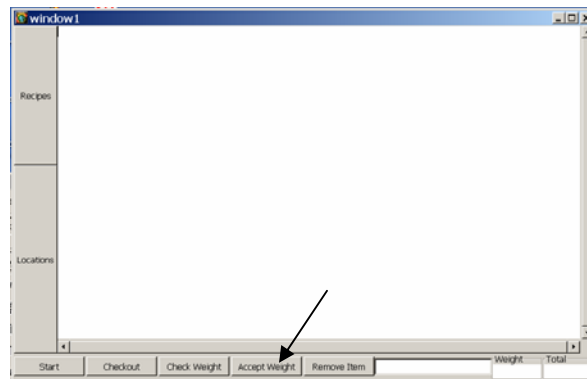 window1
Recipes
Locations
Start Checkout Check Weight Accept Weight Remove Item Weight Total